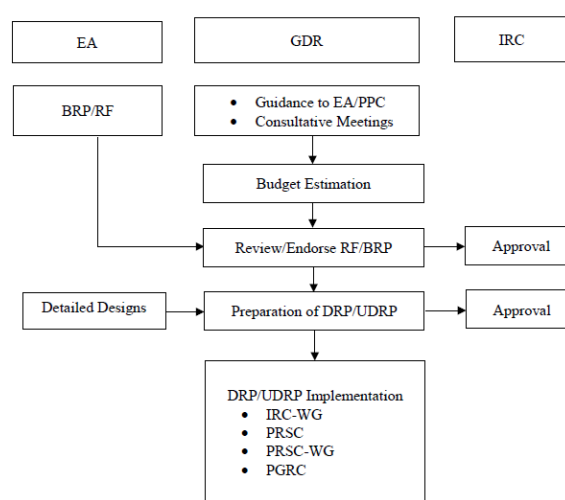 EA
GDR
IRC
BRP/RF
• Guidance to EA/PPC
• Consultative Meetings
Budget Estimation
Review/Endorse RF/BRP
Approval
Detailed Designs
Preparation of DRP/UDRP
Approval
DRP/UDRP Implementation
• IRC-WG
• PRSC
• PRSC-WG
• PGRC